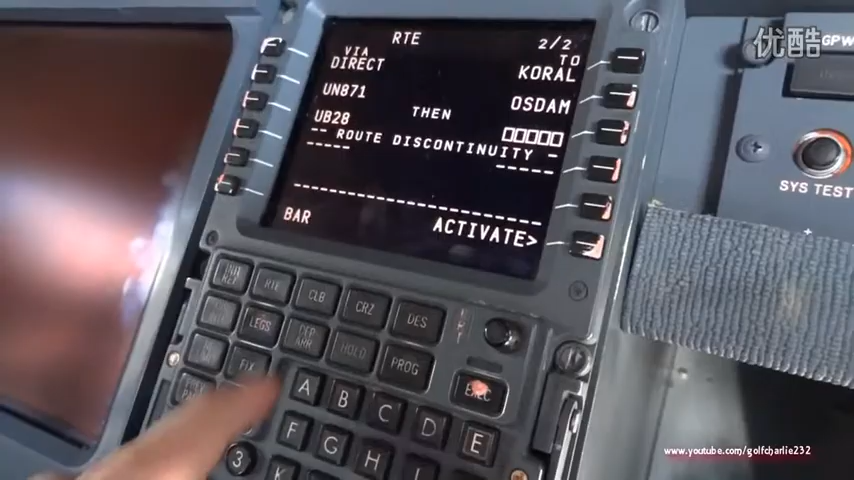 优酷
RTE 2/2
VIA TO
DIRECT KORAL
UN871 OSDAM
THEN
UB28 □□□□□
-- ROUTE DISCONTINUITY -
----- ------
BAR ACTIVATE>
GPW
SYS TEST
INIT REF RTE CLB CRZ DES
LEGS DEP ARR HOLD PROG
FIX EXEC
A B C D E
F G H I
3 K
www.youtube.com/golfcharlie232